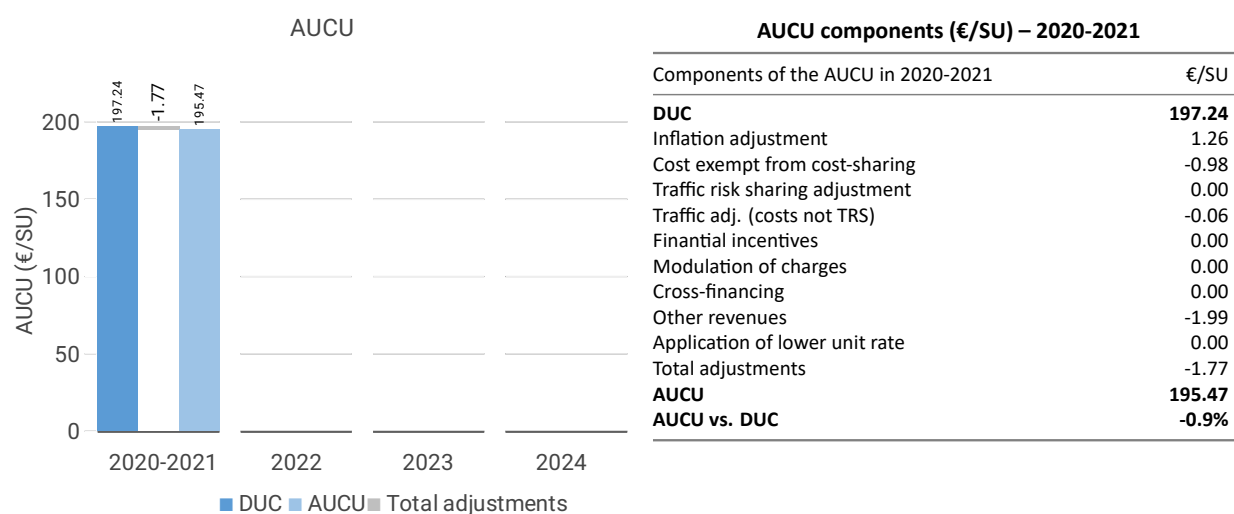 AUCU
197.24
-1.77
195.47
AUCU (€/SU)
200
150
100
50
0
2020-2021 2022 2023 2024
DUC AUCU Total adjustments
AUCU components (€/SU) – 2020-2021
Components of the AUCU in 2020-2021 €/SU
DUC 197.24
Inflation adjustment 1.26
Cost exempt from cost-sharing -0.98
Traffic risk sharing adjustment 0.00
Traffic adj. (costs not TRS) -0.06
Finantial incentives 0.00
Modulation of charges 0.00
Cross-financing 0.00
Other revenues -1.99
Application of lower unit rate 0.00
Total adjustments -1.77
AUCU 195.47
AUCU vs. DUC -0.9%